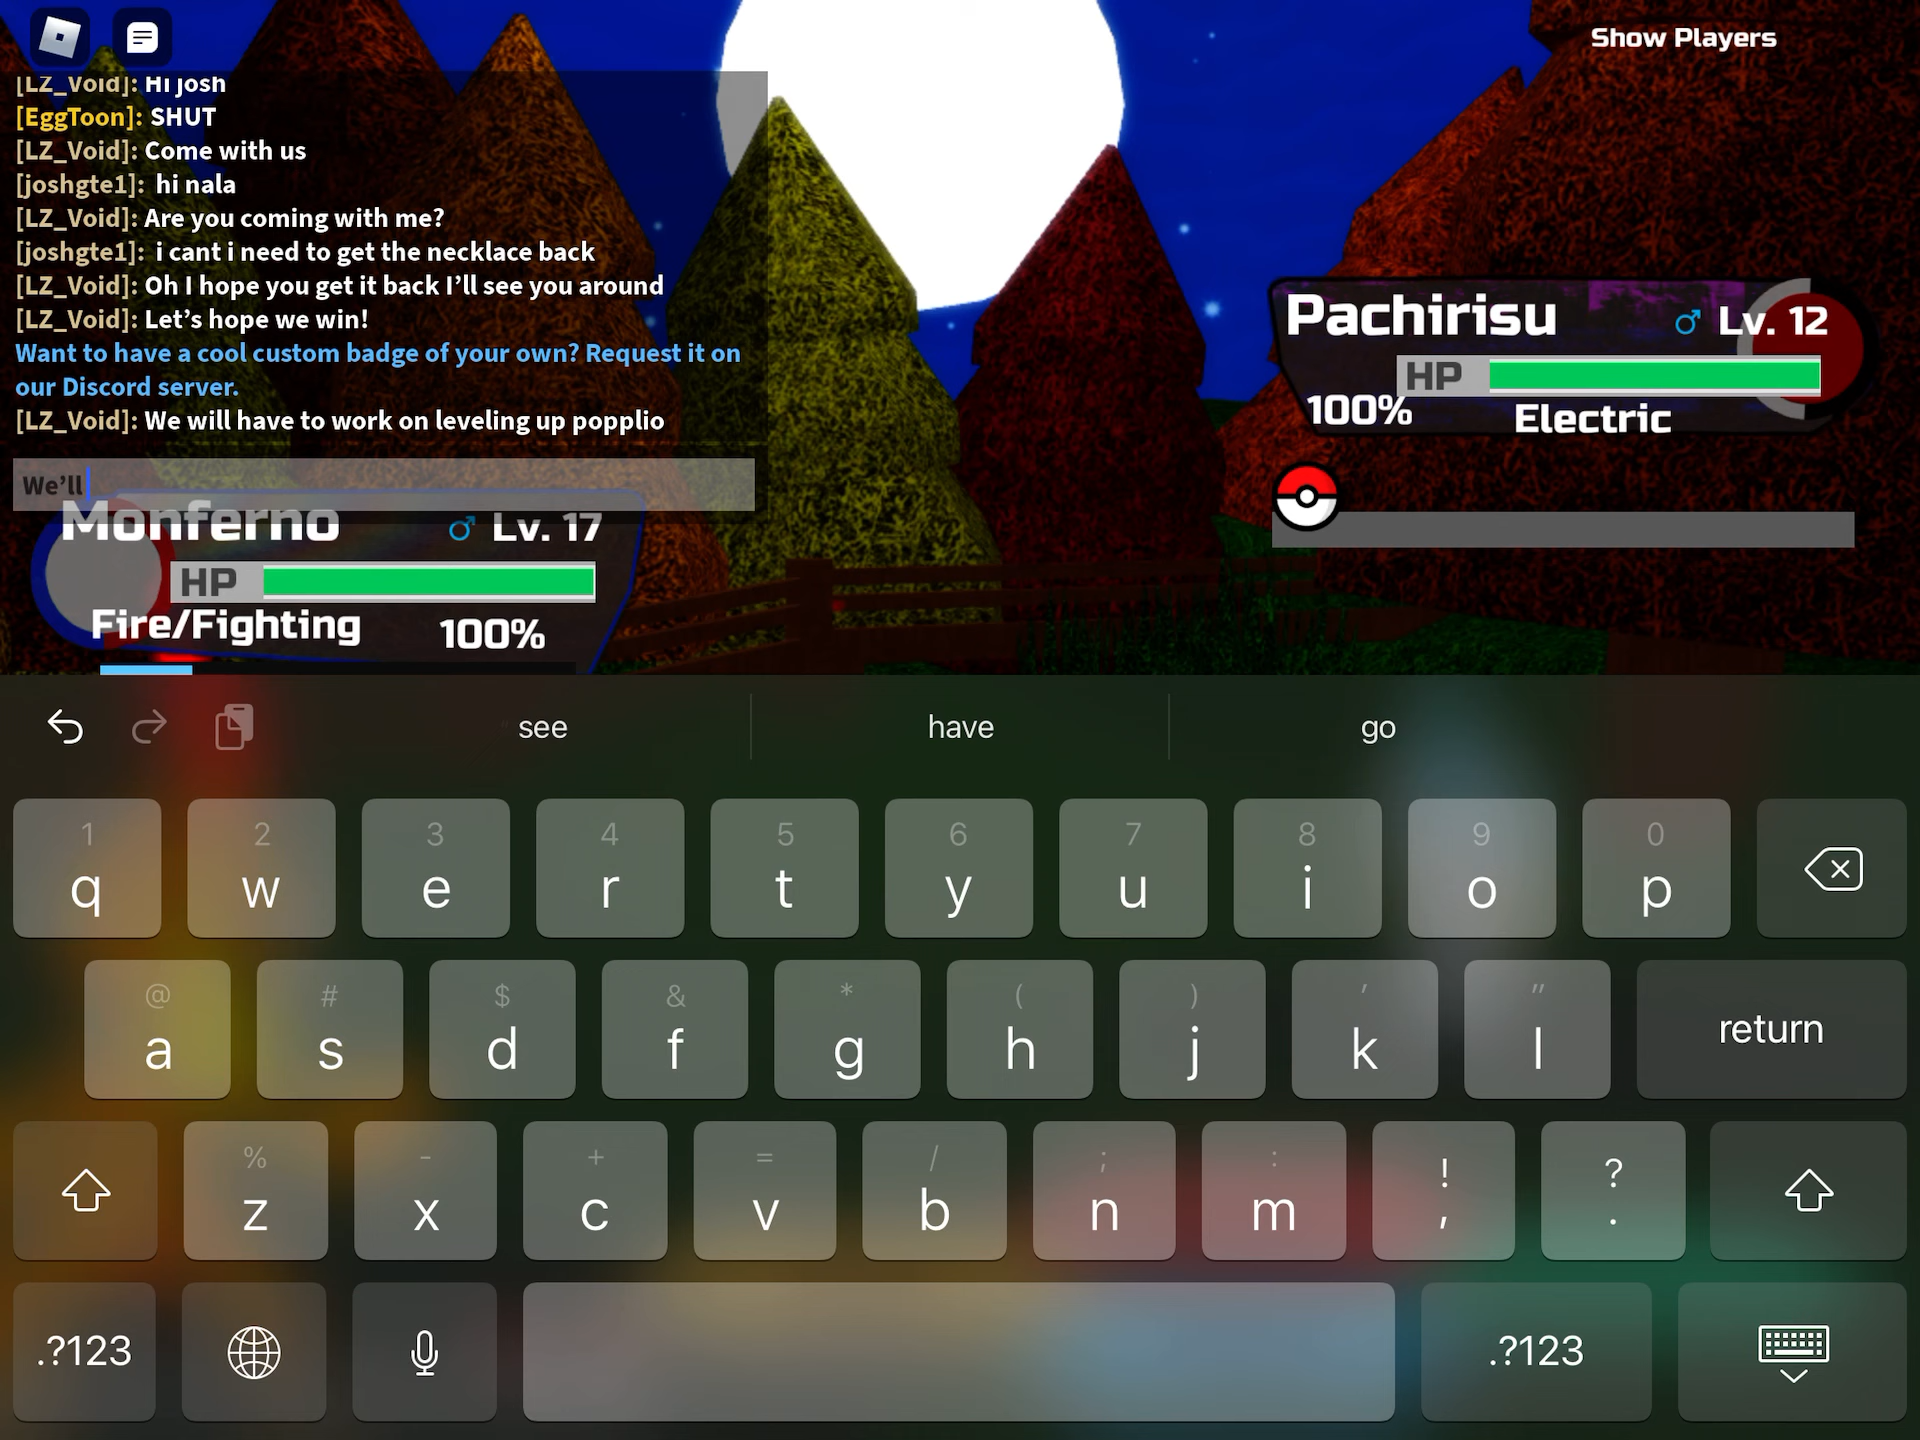 Show Players
[LZ_Void]: Hi josh
[EggToon]: SHUT
[LZ_Void]: Come with us
[joshgte1]: hi nala
[LZ_Void]: Are you coming with me?
[joshgte1]: i cant i need to get the necklace back
[LZ_Void]: Oh I hope you get it back I’ll see you around
[LZ_Void]: Let’s hope we win!
Want to have a cool custom badge of your own? Request it on
our Discord server.
[LZ_Void]: We will have to work on leveling up popplio
We’ll
Pachirisu ♂ Lv. 12
HP
100% Electric
Monferno ♂ Lv. 17
HP
Fire/Fighting 100%
see have go
1 2 3 4 5 6 7 8 9 0
q w e r t y u i o p
@ # $ & * ( ) ' "
a s d f g h j k l return
% - + = / ; : ! ?
z x c v b n m , .
.?123 .?123